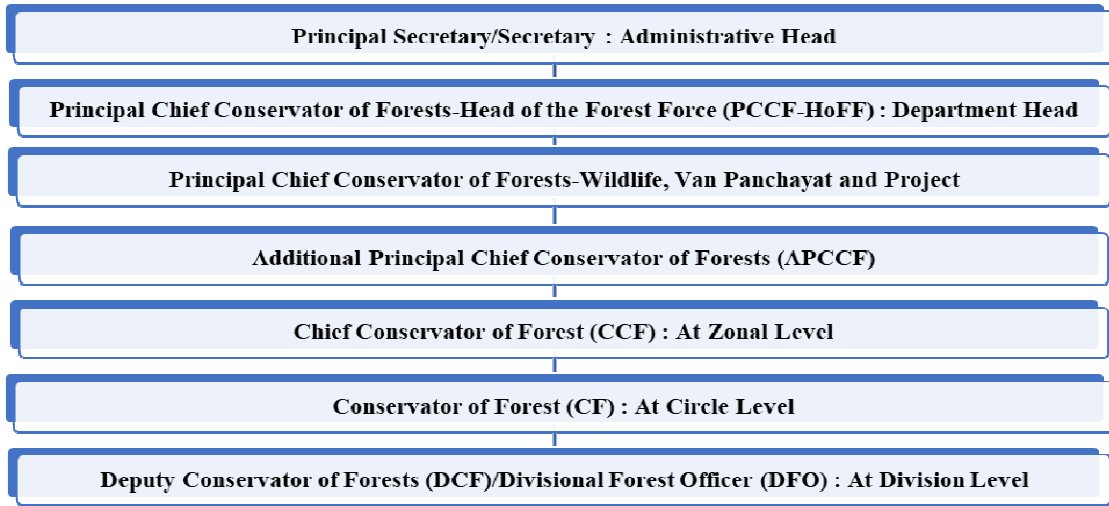 Principal Secretary/Secretary : Administrative Head
Principal Chief Conservator of Forests-Head of the Forest Force (PCCF-HoFF) : Department Head
Principal Chief Conservator of Forests-Wildlife, Van Panchayat and Project
Additional Principal Chief Conservator of Forests (APCCF)
Chief Conservator of Forest (CCF) : At Zonal Level
Conservator of Forest (CF) : At Circle Level
Deputy Conservator of Forests (DCF)/Divisional Forest Officer (DFO) : At Division Level